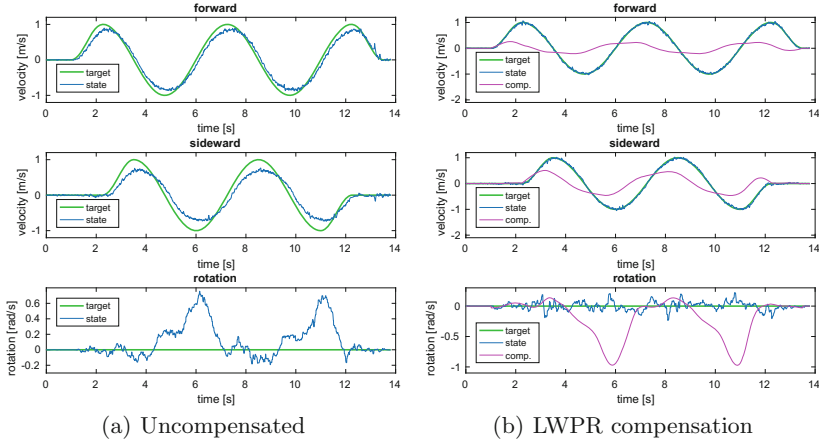 forward
velocity [m/s]
1
0
-1
target
state
0 2 4 6 8 10 12 14
time [s]
sideward
velocity [m/s]
1
0
-1
target
state
0 2 4 6 8 10 12 14
time [s]
rotation
rotation [rad/s]
0.6
0.4
0.2
0
-0.2
target
state
0 2 4 6 8 10 12 14
time [s]
(a) Uncompensated
forward
velocity [m/s]
1
0
-1
-2
target
state
comp.
0 2 4 6 8 10 12 14
time [s]
sideward
velocity [m/s]
1
0
-1
-2
target
state
comp.
0 2 4 6 8 10 12 14
time [s]
rotation
rotation [rad/s]
0
-0.5
-1
target
state
comp.
0 2 4 6 8 10 12 14
time [s]
(b) LWPR compensation